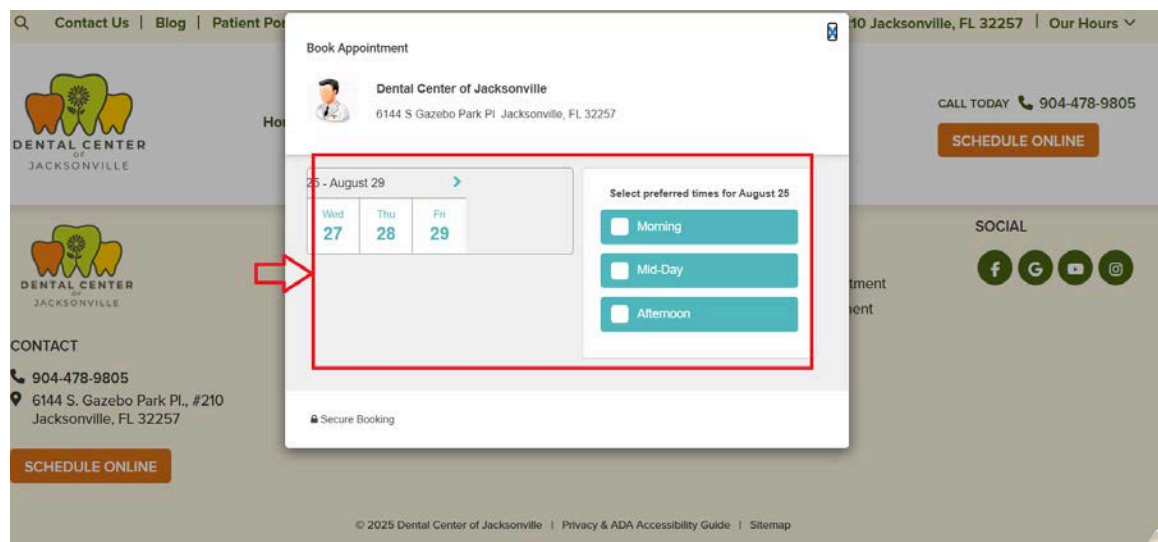 Contact Us | Blog | Patient Por
10 Jacksonville, FL 32257 | Our Hours
DENTAL CENTER
OF
JACKSONVILLE
Hor
CALL TODAY 904-478-9805
SCHEDULE ONLINE
Book Appointment
Dental Center of Jacksonville
6144 S Gazebo Park Pl Jacksonville, FL 32257
25 - August 29
Wed Thu Fri
27 28 29
Select preferred times for August 25
Morning
Mid-Day
Afternoon
Secure Booking
DENTAL CENTER
OF
JACKSONVILLE
CONTACT
904-478-9805
6144 S. Gazebo Park Pl., #210
Jacksonville, FL 32257
SCHEDULE ONLINE
tment
ent
SOCIAL
© 2025 Dental Center of Jacksonville | Privacy & ADA Accessibility Guide | Sitemap